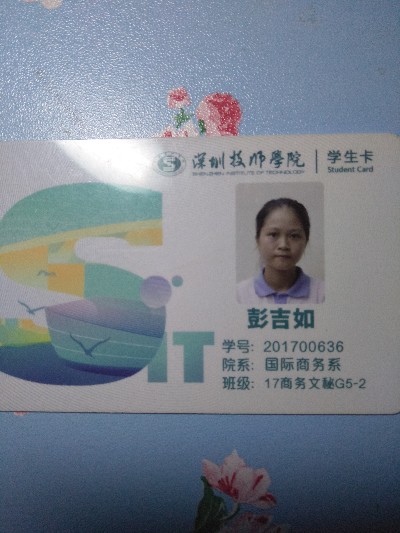 深圳技师學院
SHENZHEN INSTITUTE OF TECHNOLOGY
学生卡
Student Card
SIT
彭吉如
学号: 201700636
院系: 国际商务系
班级: 17商务文秘G5-2